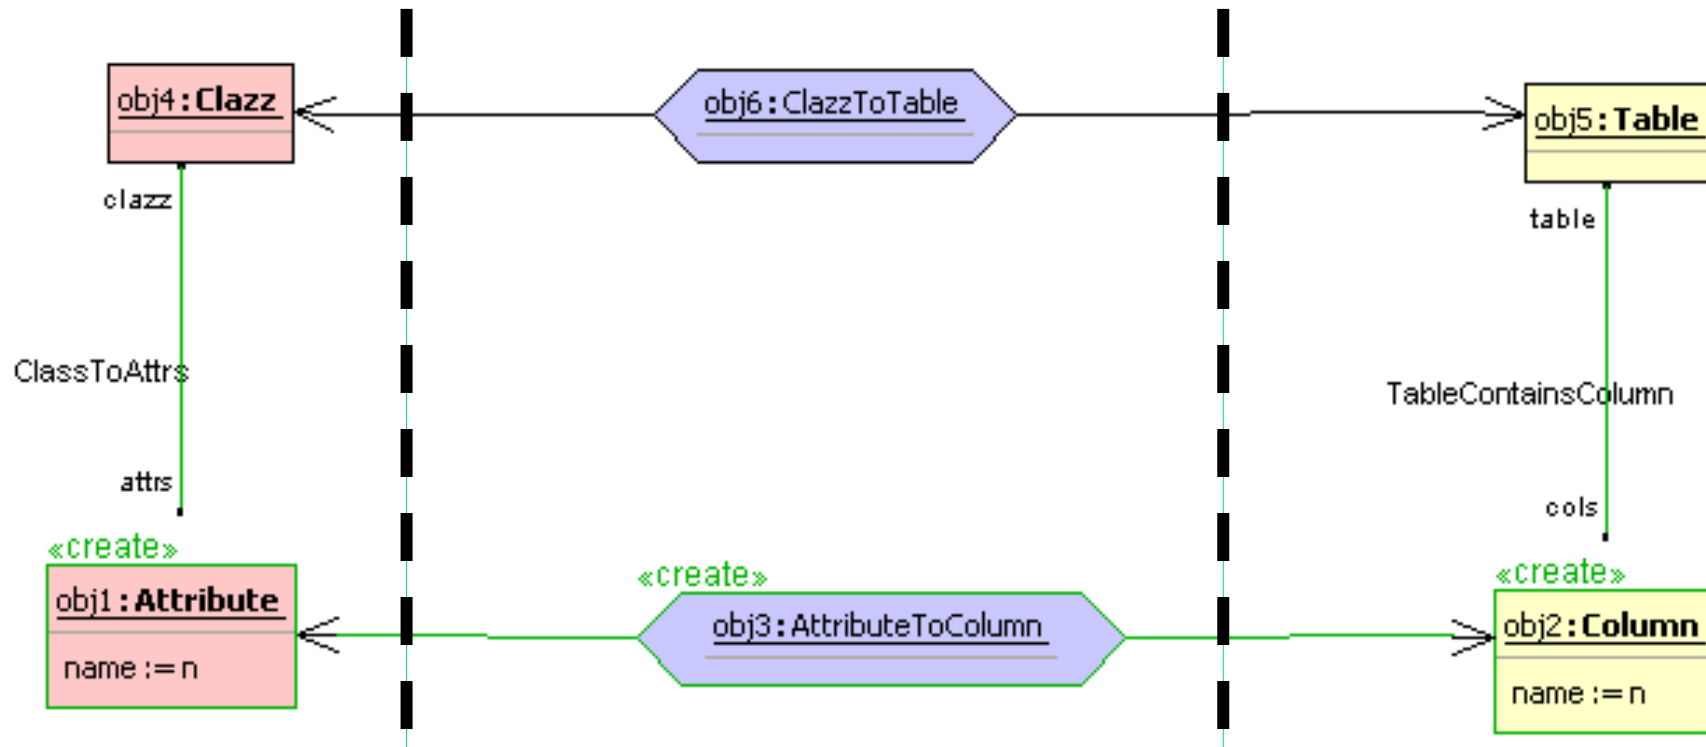 obj4:Clazz
obj6:ClazzToTable
obj5:Table
clazz
table
ClassToAttrs
TableContainsColumn
attrs
cols
«create»
«create»
«create»
obj1:Attribute
obj3:AttributeToColumn
obj2:Column
name := n
name := n